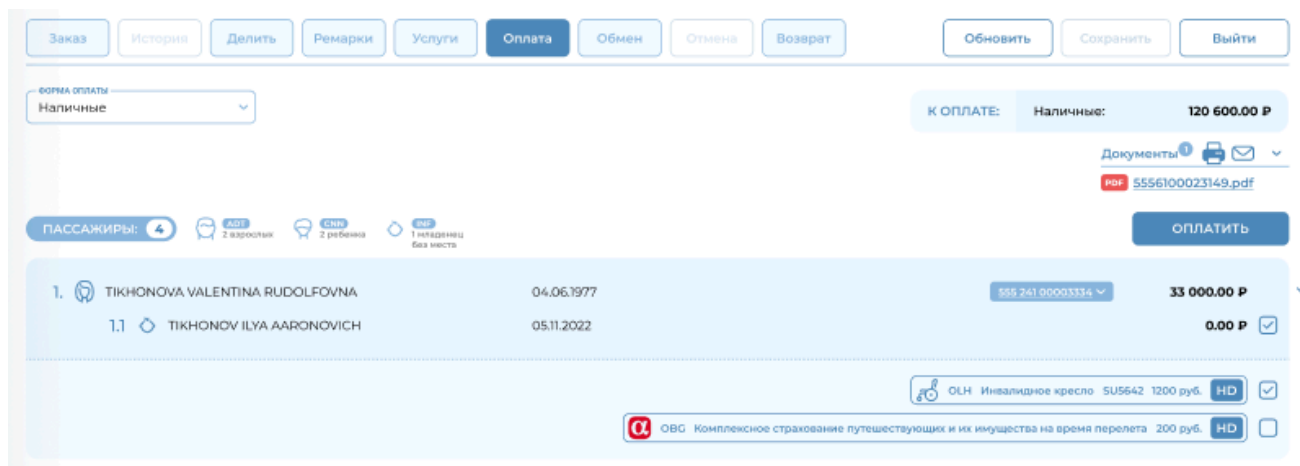 Заказ История Делить Ремарки Услуги Оплата Обмен Отмена Возврат Обновить Сохранить Выйти
ФОРМА ОПЛАТЫ
Наличные
К ОПЛАТЕ: Наличные: 120 600.00 ₽
Документы 1
PDF 5556100023149.pdf
ПАССАЖИРЫ: 4 ADT 2 взрослых CNN 2 ребенка INF 1 младенец
без места
ОПЛАТИТЬ
1. TIKHONOVA VALENTINA RUDOLFOVNA 04.06.1977 555 241 00003334 33 000.00 ₽
1.1 TIKHONOV ILYA AARONOVICH 05.11.2022 0.00 ₽
OLH Инвалидное кресло SU5642 1200 руб. HD
α OBG Комплексное страхование путешествующих и их имущества на время перелета 200 руб. HD